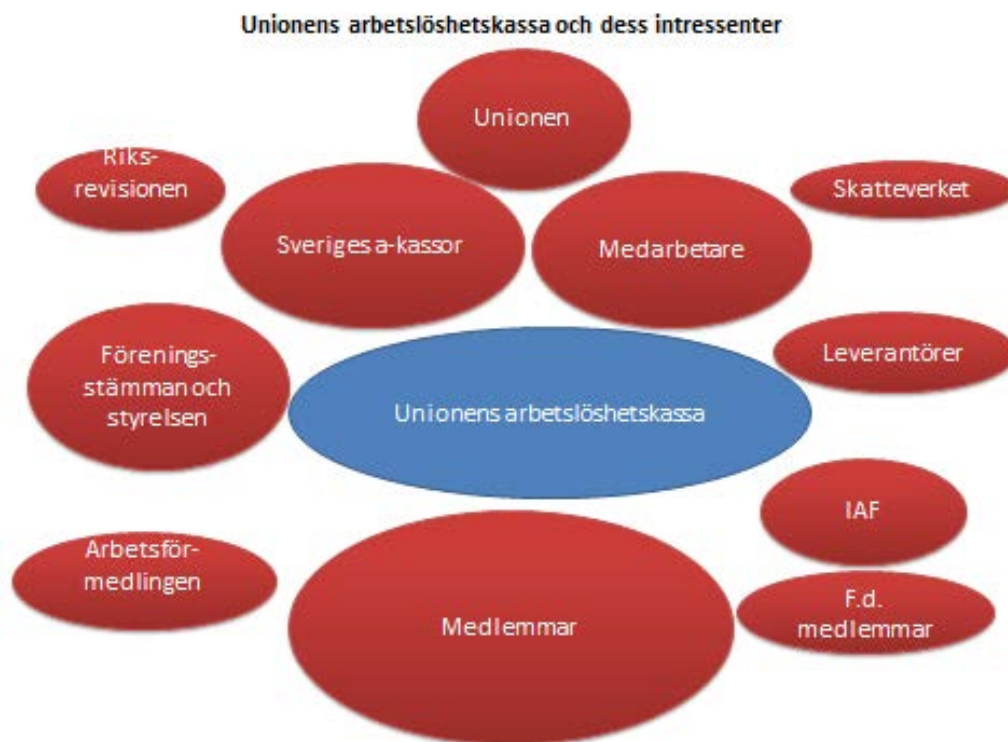 Unionens arbetslöshetskassa och dess intressenter
Unionen
Riks-
revisionen
Skatteverket
Sveriges a-kassor
Medarbetare
Förenings-
stämman och
styrelsen
Leverantörer
Unionens arbetslöshetskassa
IAF
Arbetsför-
medlingen
F.d.
medlemmar
Medlemmar